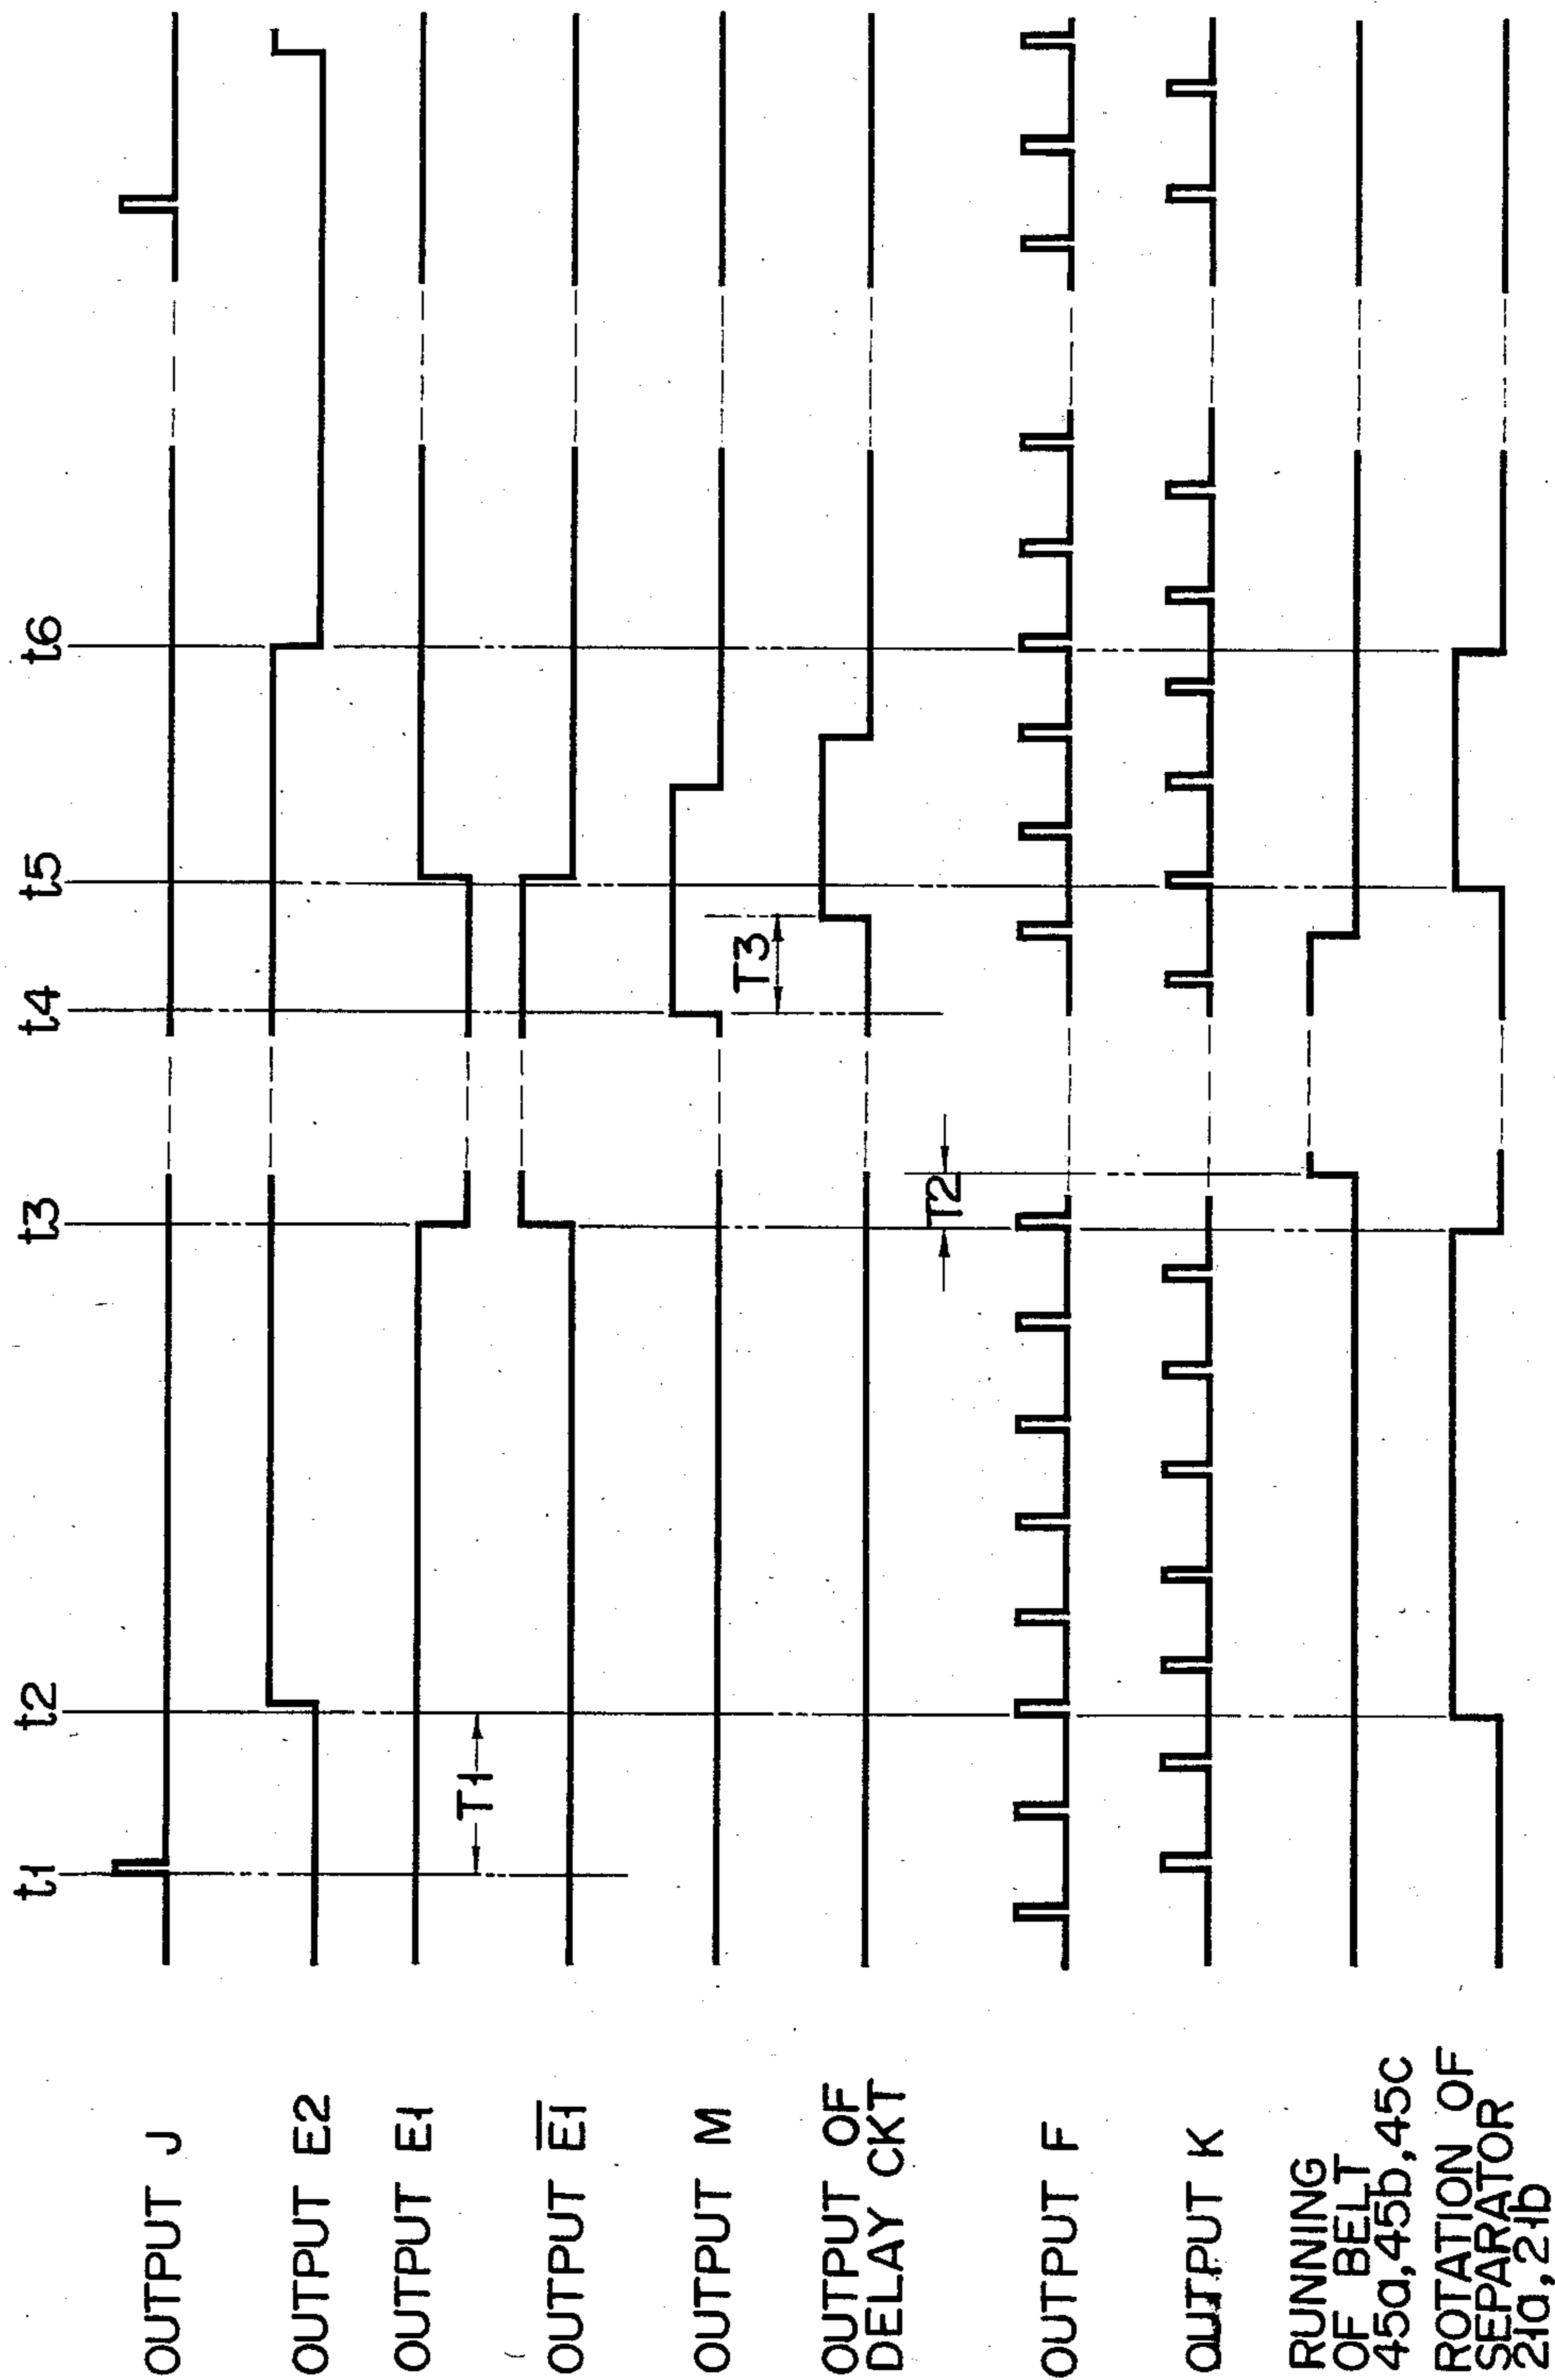 t1
t2
t3
t4
t5
t6
OUTPUT J
OUTPUT E2
OUTPUT E1
T1
OUTPUT E̅1̅
OUTPUT M
T3
OUTPUT OF
DELAY CKT
T2
OUTPUT F
OUTPUT K
RUNNING
OF BELT
45a,45b,45c
ROTATION OF
SEPARATOR
21a,21b